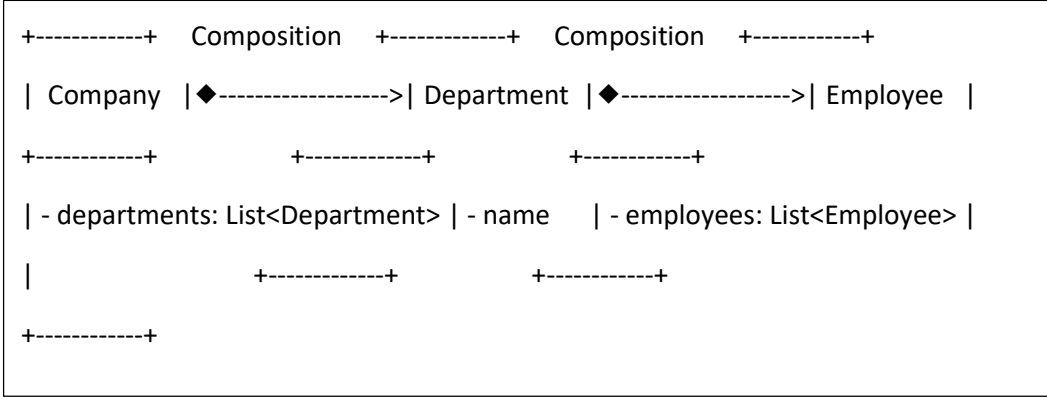 +------------+ Composition +-------------+ Composition +------------+
| Company |◆------------------->| Department |◆------------------->| Employee |
+------------+ +-------------+ +------------+
| - departments: List<Department> | - name | - employees: List<Employee> |
| +-------------+ +------------+
+------------+